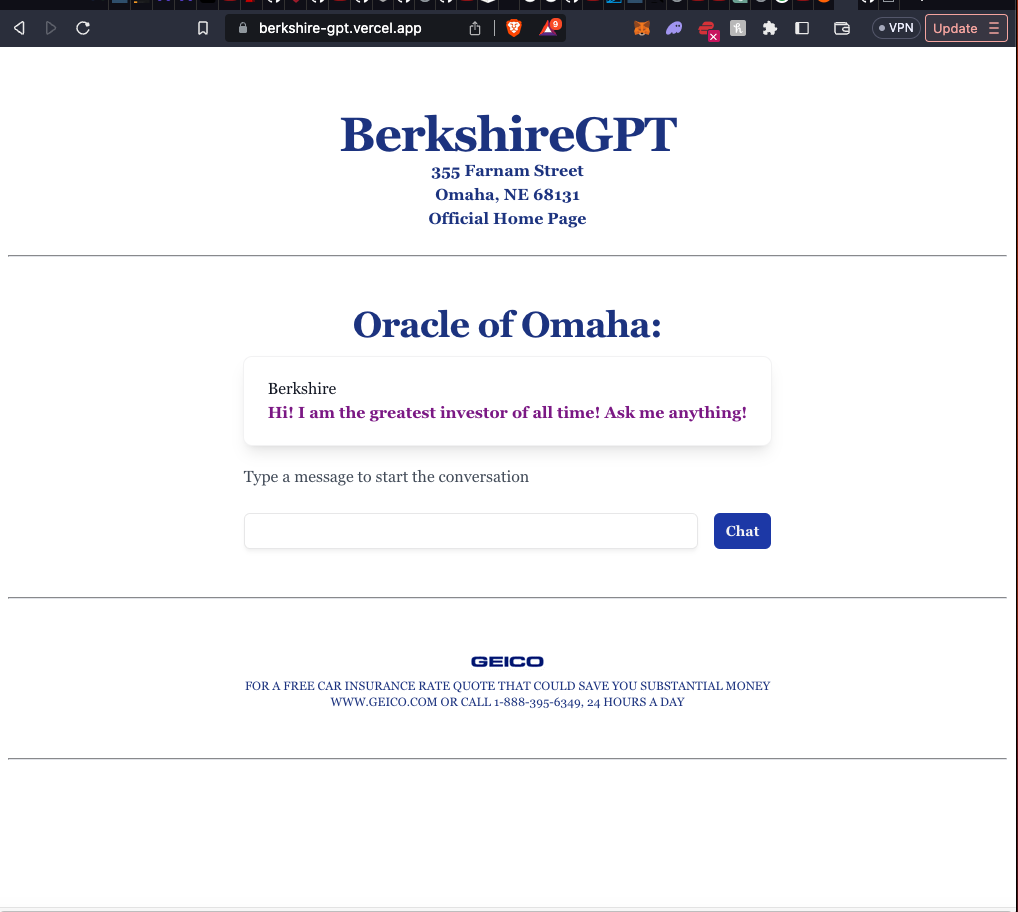 berkshire-gpt.vercel.app
9
VPN
Update
BerkshireGPT
355 Farnam Street
Omaha, NE 68131
Official Home Page
Oracle of Omaha:
Berkshire
Hi! I am the greatest investor of all time! Ask me anything!
Type a message to start the conversation
Chat
GEICO
FOR A FREE CAR INSURANCE RATE QUOTE THAT COULD SAVE YOU SUBSTANTIAL MONEY
WWW.GEICO.COM OR CALL 1-888-395-6349, 24 HOURS A DAY